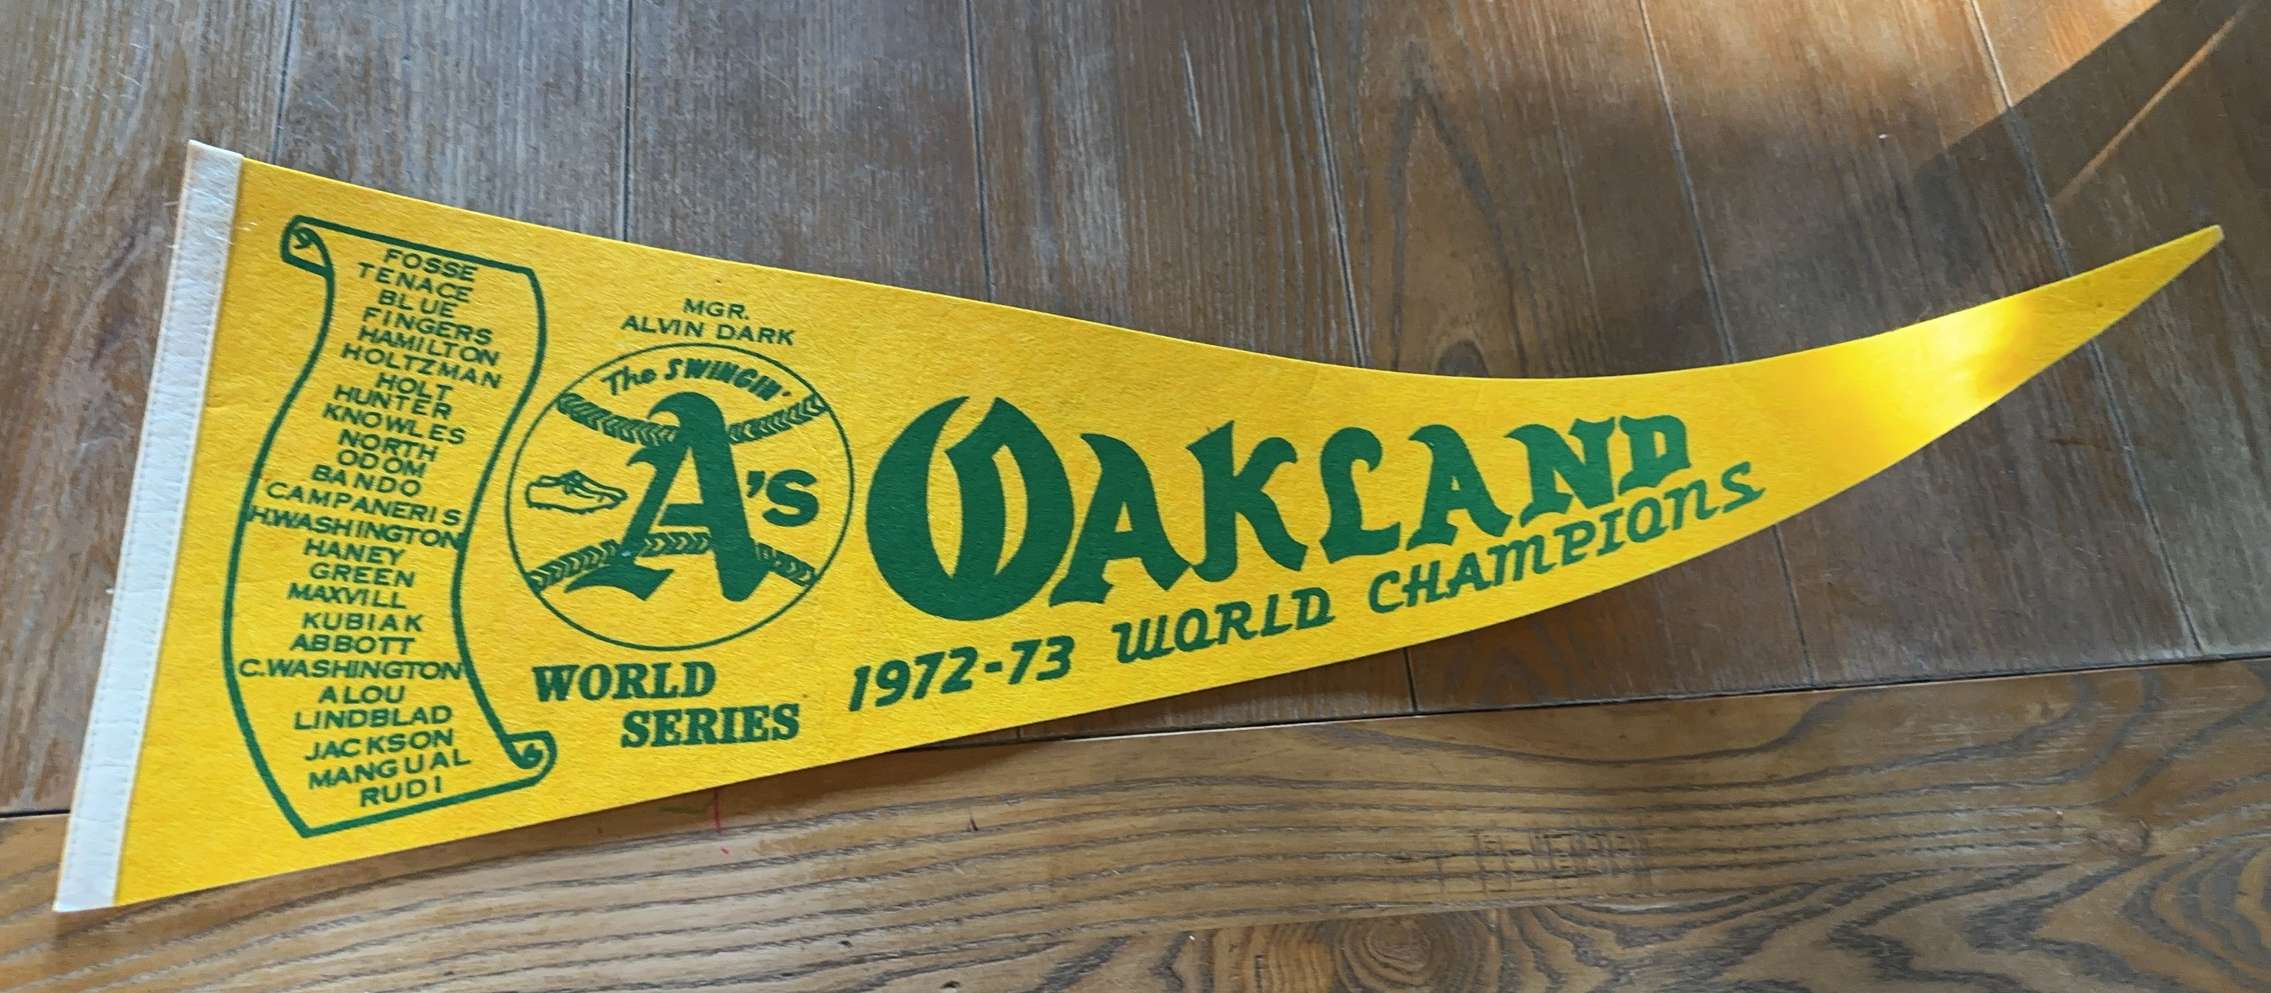 FOSSE
TENACE
BLUE
FINGERS
HAMILTON
HOLTZMAN
HOLT
HUNTER
KNOWLES
NORTH
ODOM
BANDO
CAMPANERIS
H.WASHINGTON
HANEY
GREEN
MAXVILL
KUBIAK
ABBOTT
C.WASHINGTON
ALOU
LINDBLAD
JACKSON
MANGUAL
RUDI
MGR.
ALVIN DARK
The SWINGIN'
A's
WORLD
SERIES
OAKLAND
1972-73 WORLD CHAMPIONS